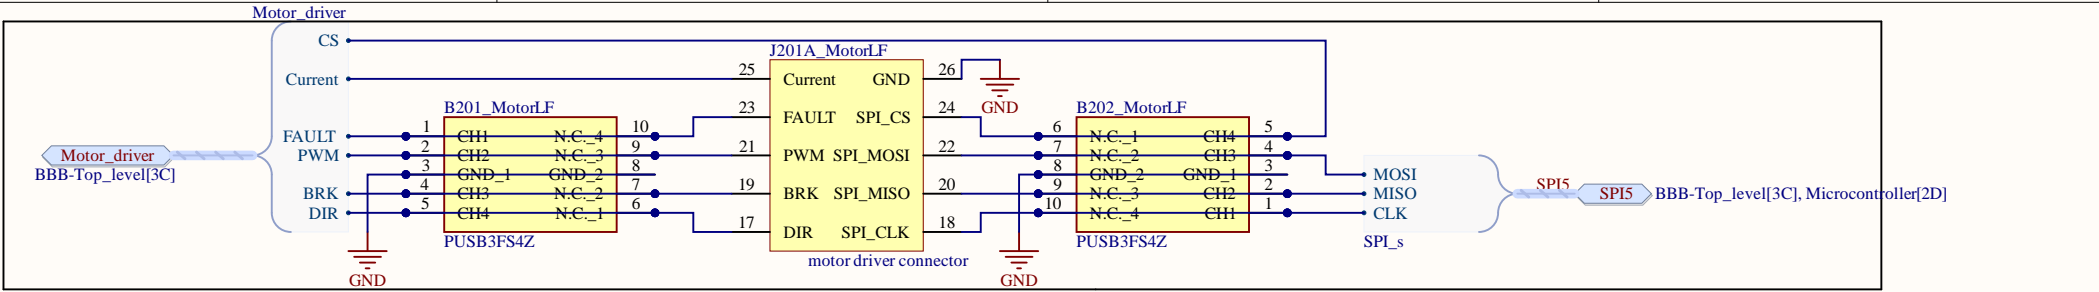 Motor_driver
CS
Current
FAULT
PWM
BRK
DIR
Motor_driver
BBB-Top_level[3C]
GND
B201_MotorLF
1 CH1 N.C._4 10
2 CH2 N.C._3 9
3 GND_1 GND_2 8
4 CH3 N.C._2 7
5 CH4 N.C._1 6
PUSB3FS4Z
J201A_MotorLF
25 Current GND 26
23 FAULT SPI_CS 24
21 PWM SPI_MOSI 22
19 BRK SPI_MISO 20
17 DIR SPI_CLK 18
motor driver connector
GND
GND
B202_MotorLF
6 N.C._1 CH4 5
7 N.C._2 CH3 4
8 GND_2 GND_1 3
9 N.C._3 CH2 2
10 N.C._4 CH1 1
PUSB3FS4Z
MOSI
MISO
CLK
SPI_s
SPI5
SPI5
BBB-Top_level[3C], Microcontroller[2D]